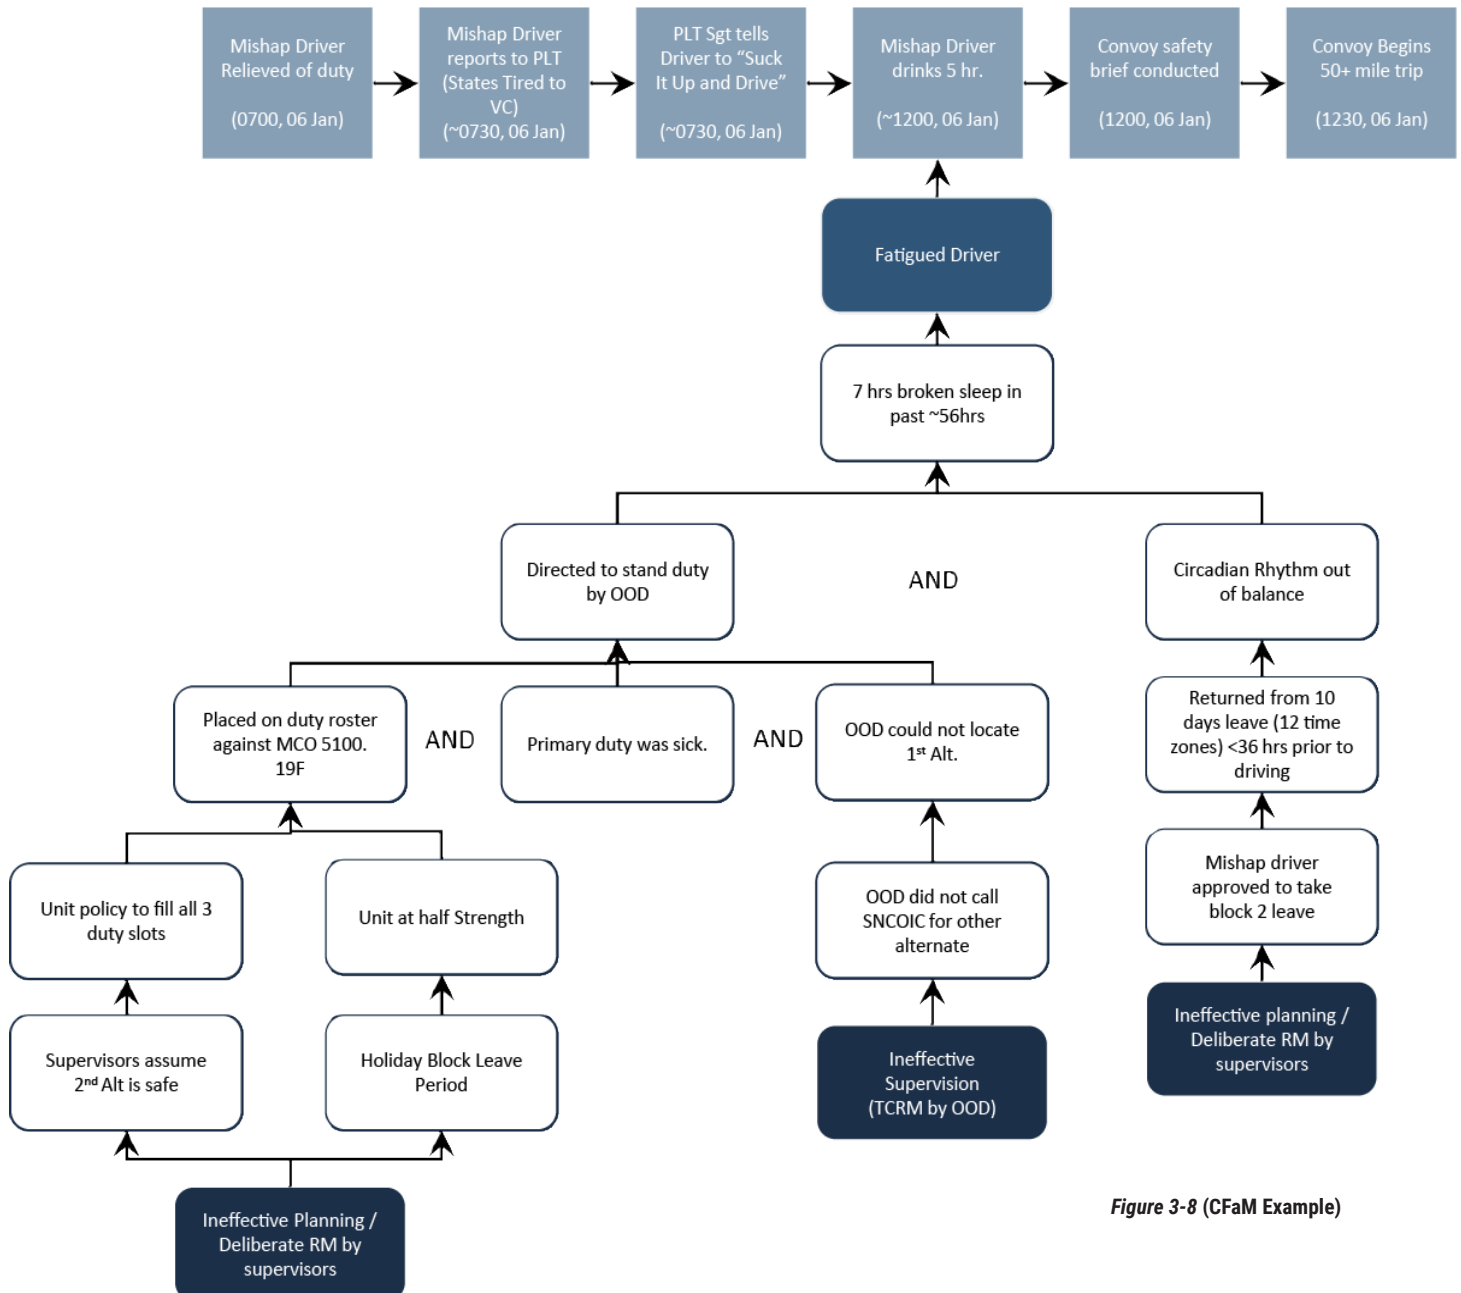 Mishap Driver
Relieved of duty
(0700, 06 Jan)
Mishap Driver
reports to PLT
(States Tired to
VC)
(~0730, 06 Jan)
PLT Sgt tells
Driver to “Suck
It Up and Drive”
(~0730, 06 Jan)
Mishap Driver
drinks 5 hr.
(~1200, 06 Jan)
Convoy safety
brief conducted
(1200, 06 Jan)
Convoy Begins
50+ mile trip
(1230, 06 Jan)
Fatigued Driver
7 hrs broken sleep in
past ~56hrs
Directed to stand duty
by OOD
AND
Circadian Rhythm out
of balance
Placed on duty roster
against MCO 5100.
19F
AND
Primary duty was sick.
AND
OOD could not locate
1st Alt.
Returned from 10
days leave (12 time
zones) <36 hrs prior to
driving
Unit policy to fill all 3
duty slots
Unit at half Strength
OOD did not call
SNCOIC for other
alternate
Mishap driver
approved to take
block 2 leave
Supervisors assume
2nd Alt is safe
Holiday Block Leave
Period
Ineffective
Supervision
(TCRM by OOD)
Ineffective planning /
Deliberate RM by
supervisors
Ineffective Planning /
Deliberate RM by
supervisors
Figure 3-8 (CFaM Example)